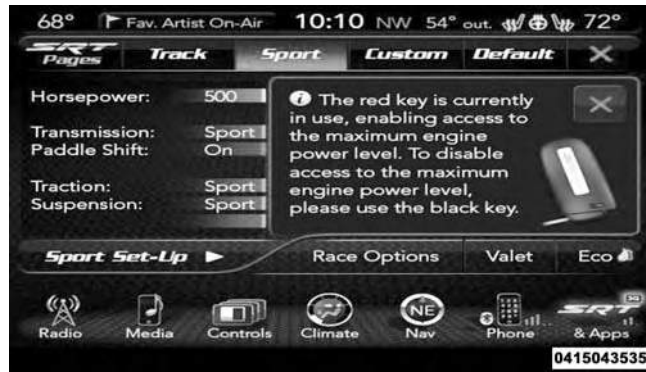 68° Fav. Artist On-Air 10:10 NW 54° out. 72°
SRT Pages Track Sport Custom Default
Horsepower: 500
Transmission: Sport
Paddle Shift: On
Traction: Sport
Suspension: Sport
The red key is currently
in use, enabling access to
the maximum engine
power level. To disable
access to the maximum
engine power level,
please use the black key.
Sport Set-Up Race Options Valet Eco
NE 3G SRT
Radio Media Controls Climate Nav Phone & Apps
0415043535